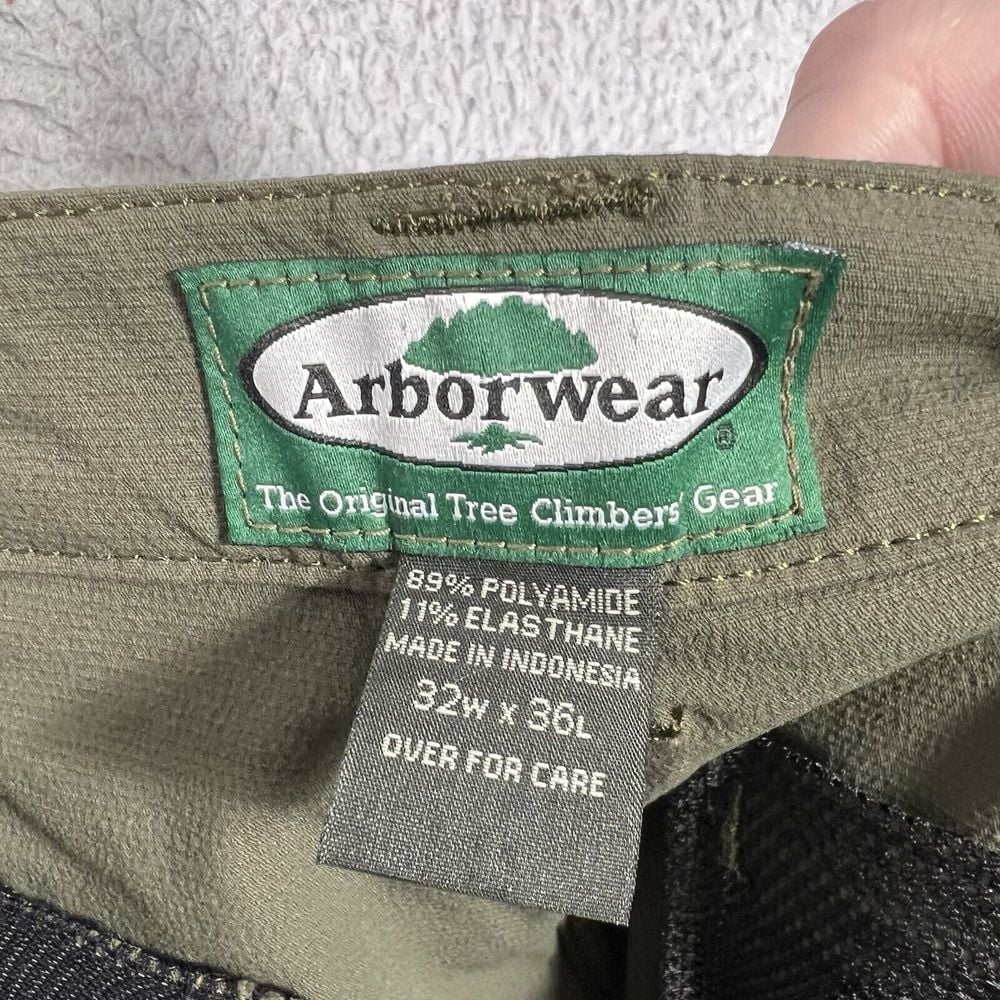 Arborwear
®
The Original Tree Climbers' Gear
89% POLYAMIDE
11% ELASTHANE
MADE IN INDONESIA
32W X 36L
OVER FOR CARE